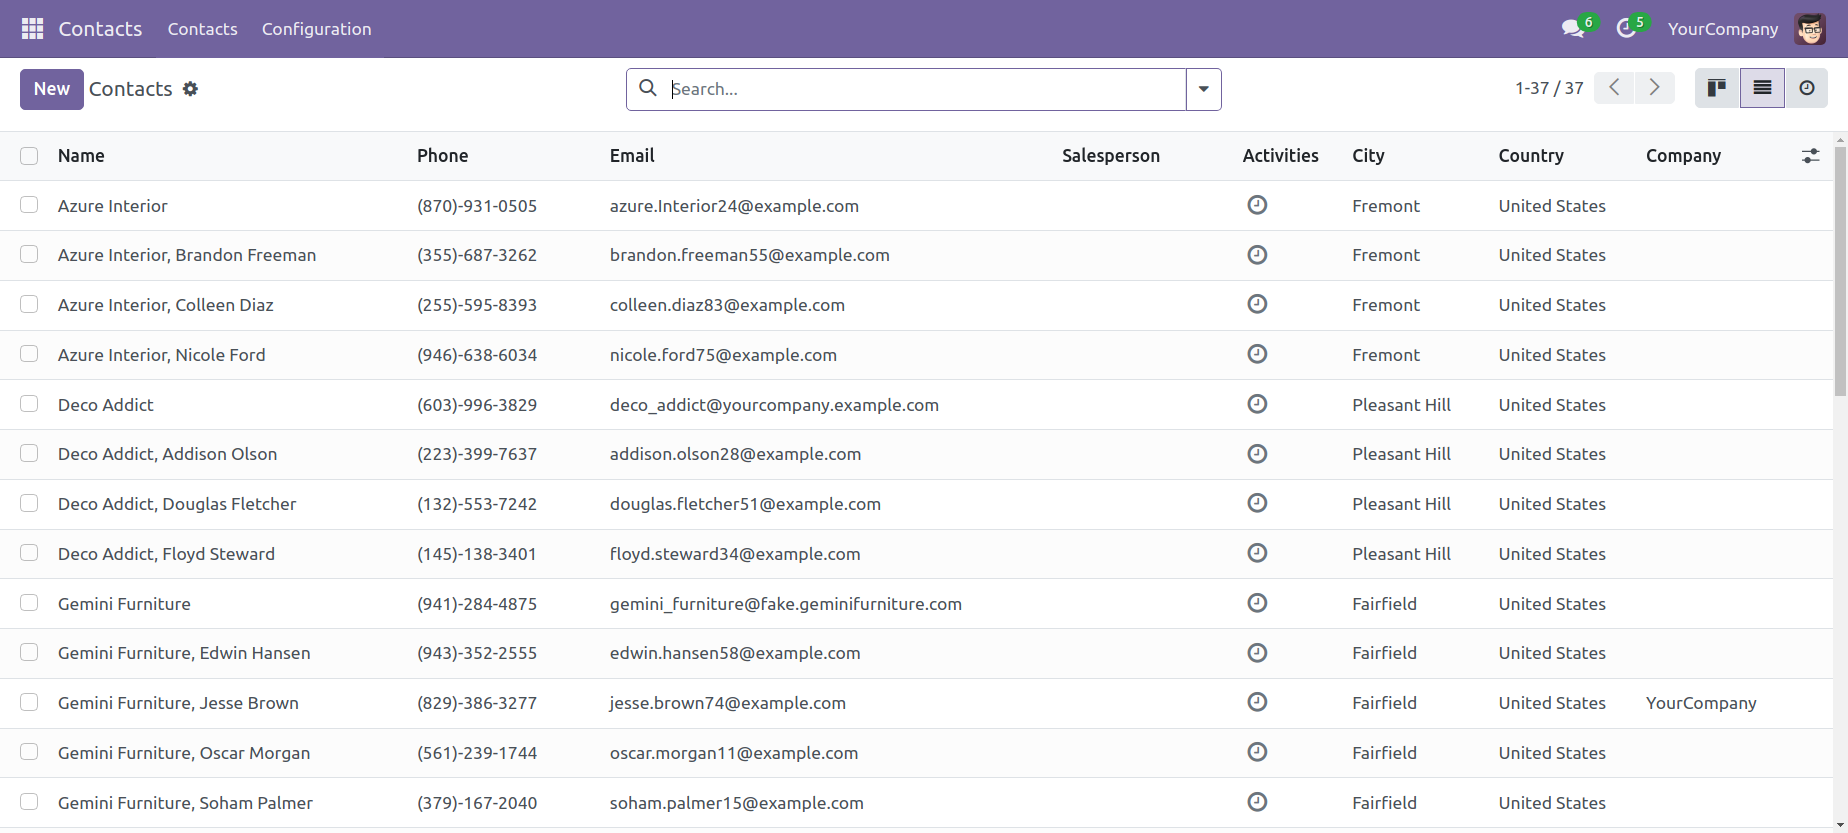 Contacts Contacts Configuration 6 5 YourCompany
New Contacts Search... 1-37 / 37
Name Phone Email Salesperson Activities City Country Company
Azure Interior (870)-931-0505 azure.Interior24@example.com Fremont United States
Azure Interior, Brandon Freeman (355)-687-3262 brandon.freeman55@example.com Fremont United States
Azure Interior, Colleen Diaz (255)-595-8393 colleen.diaz83@example.com Fremont United States
Azure Interior, Nicole Ford (946)-638-6034 nicole.ford75@example.com Fremont United States
Deco Addict (603)-996-3829 deco_addict@yourcompany.example.com Pleasant Hill United States
Deco Addict, Addison Olson (223)-399-7637 addison.olson28@example.com Pleasant Hill United States
Deco Addict, Douglas Fletcher (132)-553-7242 douglas.fletcher51@example.com Pleasant Hill United States
Deco Addict, Floyd Steward (145)-138-3401 floyd.steward34@example.com Pleasant Hill United States
Gemini Furniture (941)-284-4875 gemini_furniture@fake.geminifurniture.com Fairfield United States
Gemini Furniture, Edwin Hansen (943)-352-2555 edwin.hansen58@example.com Fairfield United States
Gemini Furniture, Jesse Brown (829)-386-3277 jesse.brown74@example.com Fairfield United States YourCompany
Gemini Furniture, Oscar Morgan (561)-239-1744 oscar.morgan11@example.com Fairfield United States
Gemini Furniture, Soham Palmer (379)-167-2040 soham.palmer15@example.com Fairfield United States